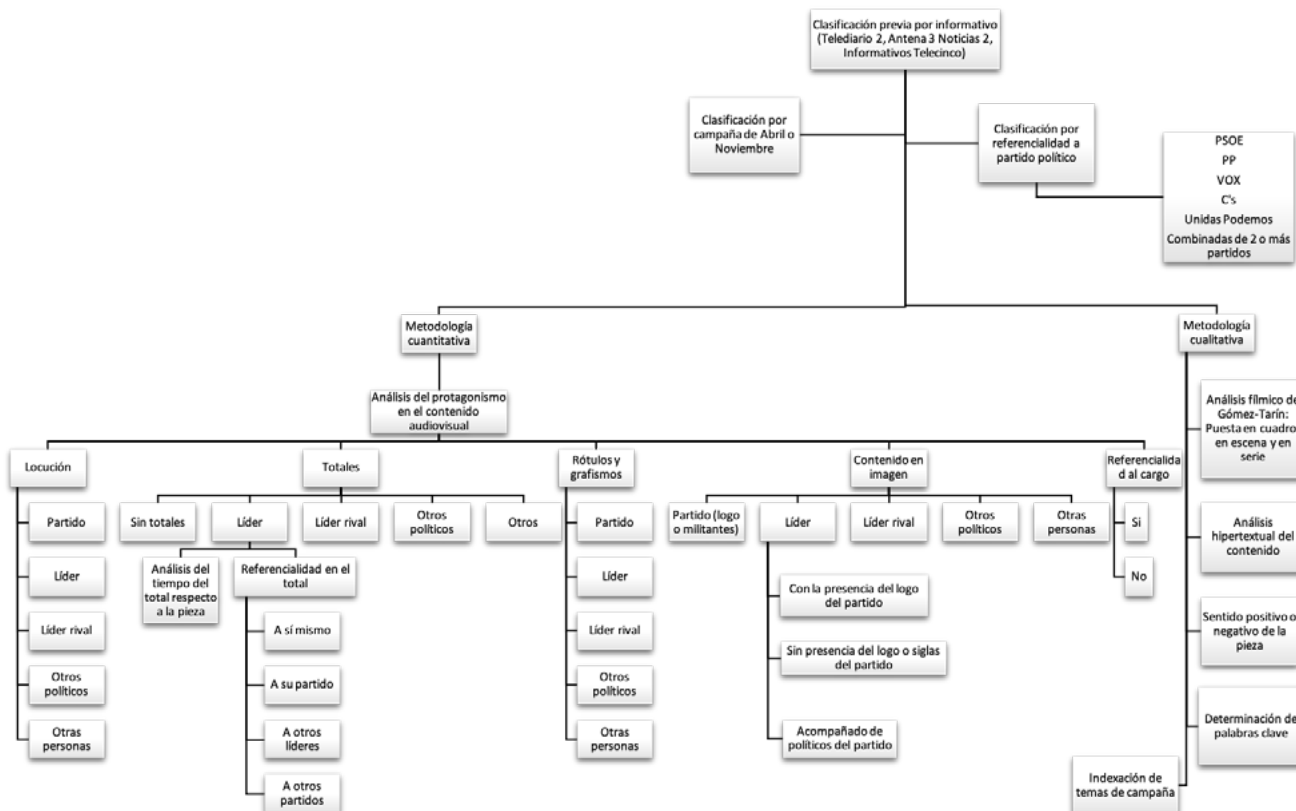 Clasificación previa por informativo
(Telediario 2, Antena 3 Noticias 2,
Informativos Telecinco)
Clasificación por
campaña de Abril o
Noviembre
Clasificación por
referencialidad a
partido político
PSOE
PP
VOX
C's
Unidas Podemos
Combinadas de 2 o más
partidos
Metodología
cuantitativa
Metodología
cualitativa
Análisis del protagonismo
en el contenido
audiovisual
Locución
Partido
Líder
Líder rival
Otros
políticos
Otras
personas
Totales
Sin totales
Líder
Líder rival
Otros
políticos
Otros
Análisis del
tiempo del
total respecto
a la pieza
Referencialidad en el
total
A sí mismo
A su partido
A otros
líderes
A otros
partidos
Rótulos y
grafismos
Partido
Líder
Líder rival
Otros
políticos
Otras
personas
Contenido en
imagen
Partido (logo
o militantes)
Líder
Líder rival
Otros
políticos
Otras
personas
Con la presencia del logo
del partido
Sin presencia del logo o siglas
del partido
Acompañado de
políticos del partido
Referencialida
d al cargo
Si
No
Análisis fílmico de
Gómez-Tarín:
Puesta en cuadro,
en escena y en
serie
Análisis
hipertextual del
contenido
Sentido positivo o
negativo de la
pieza
Determinación de
palabras clave
Indexación de
temas de campaña